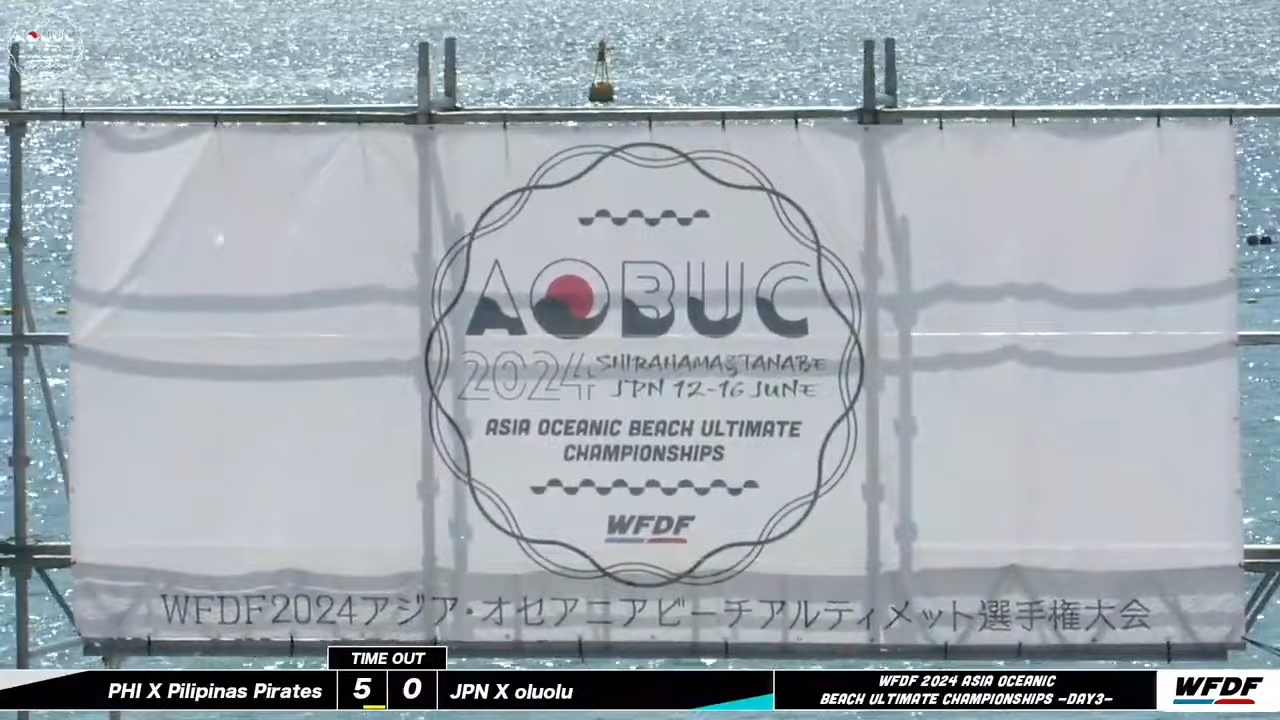 AOBUC
AOBUC
2024 SHIRAHAMA&TANABE
JPN 12-16 JUNE
ASIA OCEANIC BEACH ULTIMATE
CHAMPIONSHIPS
WFDF
WFDF2024アジア・オセアニアビーチアルティメット選手権大会
TIME OUT
PHI X Pilipinas Pirates 5 0 JPN X oluolu
WFDF 2024 ASIA OCEANIC
BEACH ULTIMATE CHAMPIONSHIPS -DAY3-
WFDF